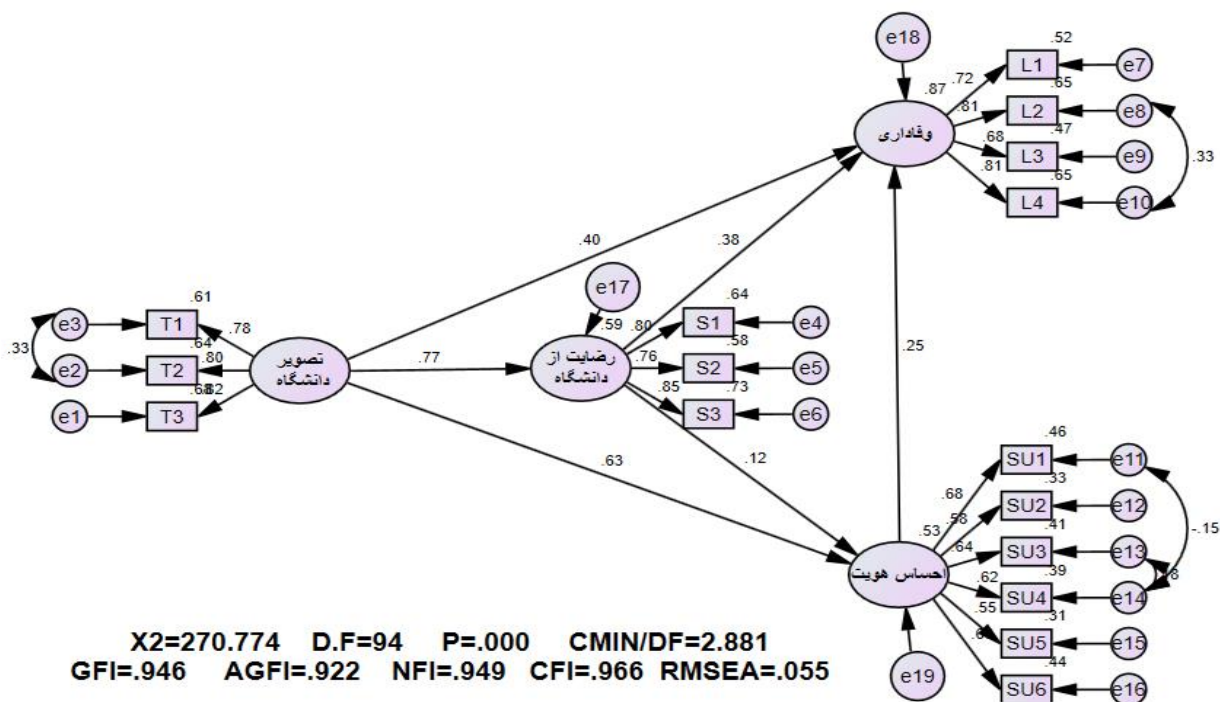 e18
.52
L1
e7
.72
.87
.65
.81
L2
e8
وفاداری
.47
.68
L3
e9
.33
.81
.65
L4
e10
.40
.38
e17
.61
.64
.59
.80
S1
e4
e3
T1
.78
.58
.33
.64
رضایت از
دانشگاه
.76
S2
e5
.25
e2
T2
.80
تصویر
دانشگاه
.77
.85
.73
.82
S3
e6
e1
T3
.12
.46
.63
SU1
e11
.68
.33
.58
SU2
e12
.53
.41
-.15
.64
SU3
e13
احساس هویت
.39
.62
SU4
e14
.55
.31
SU5
e15
.44
e19
SU6
e16
X2=270.774 D.F=94 P=.000 CMIN/DF=2.881
GFI=.946 AGFI=.922 NFI=.949 CFI=.966 RMSEA=.055